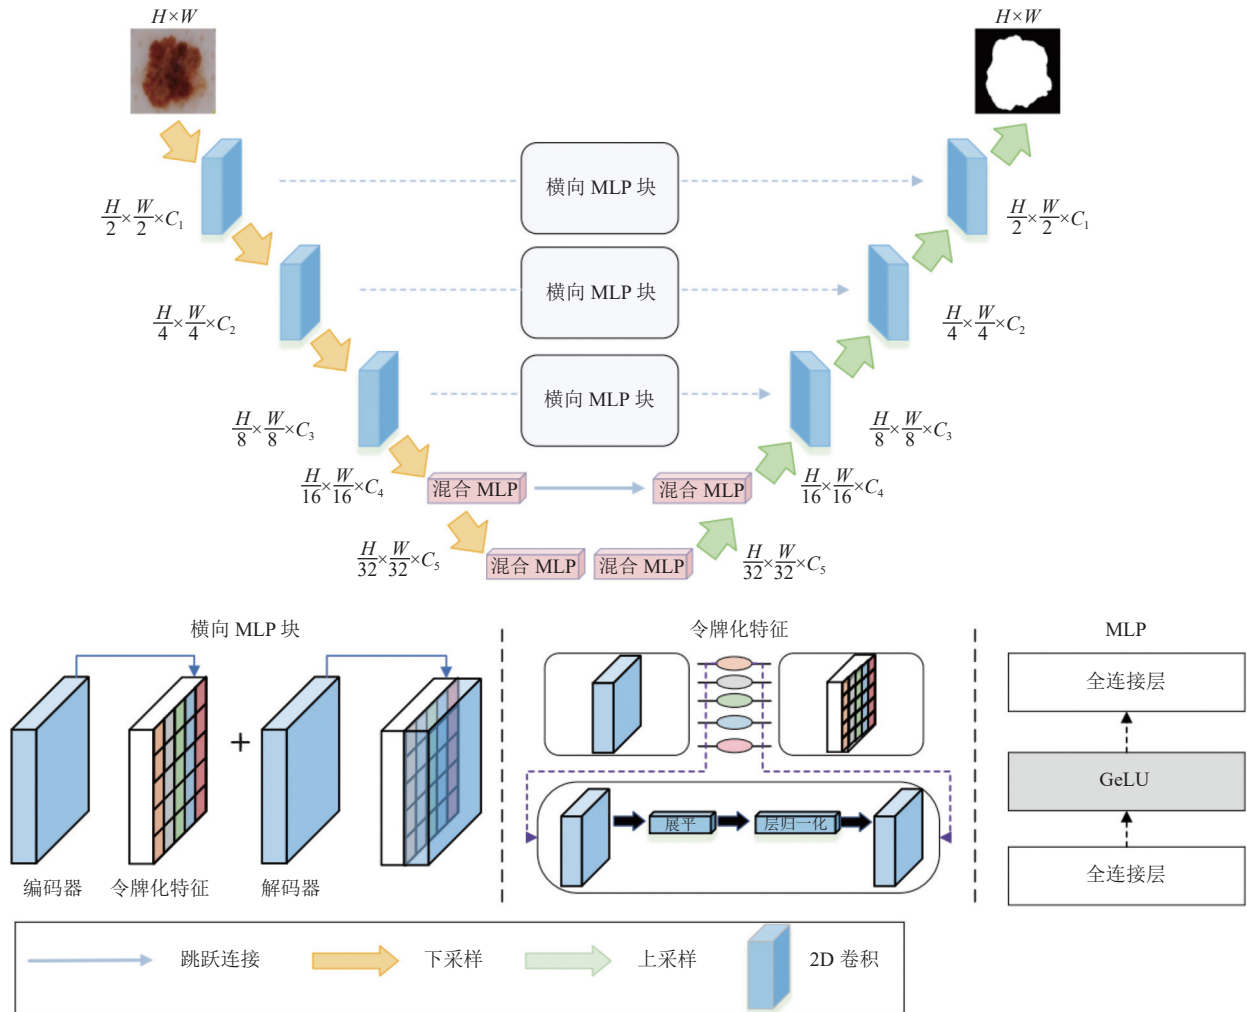 H×W
H×W
横向 MLP 块
H/2×W/2×C₁
H/2×W/2×C₁
横向 MLP 块
H/4×W/4×C₂
H/4×W/4×C₂
横向 MLP 块
H/8×W/8×C₃
H/8×W/8×C₃
H/16×W/16×C₄
混合 MLP
混合 MLP
H/16×W/16×C₄
H/32×W/32×C₅
混合 MLP
混合 MLP
H/32×W/32×C₅
横向 MLP 块
+
编码器
令牌化特征
解码器
令牌化特征
展平
层归一化
MLP
全连接层
GeLU
全连接层
跳跃连接
下采样
上采样
2D 卷积